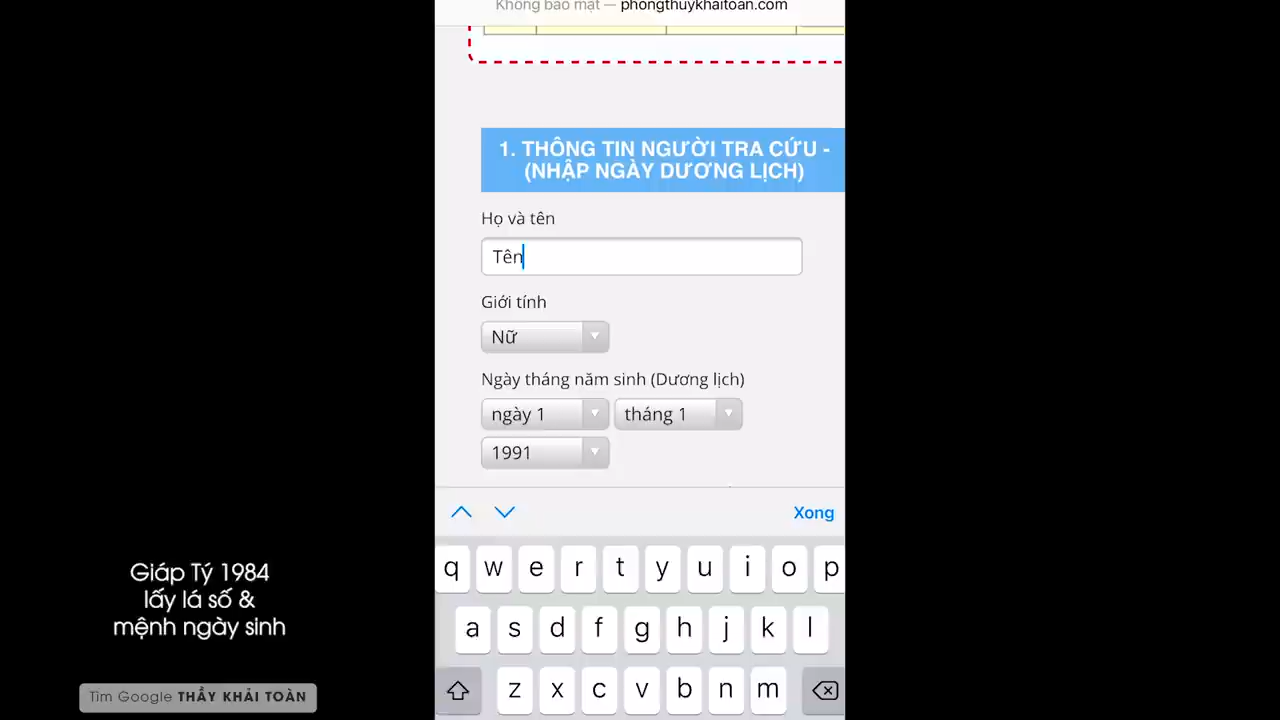 Không bảo mật — phongthuykhaitoan.com
1. THÔNG TIN NGƯỜI TRA CỨU -
(NHẬP NGÀY DƯƠNG LỊCH)
Họ và tên
Tên
Giới tính
Nữ
Ngày tháng năm sinh (Dương lịch)
ngày 1 tháng 1
1991
Xong
q w e r t y u i o p
a s d f g h j k l
z x c v b n m
Giáp Tý 1984
lấy lá số &
mệnh ngày sinh
Tìm Google THẦY KHẢI TOÀN